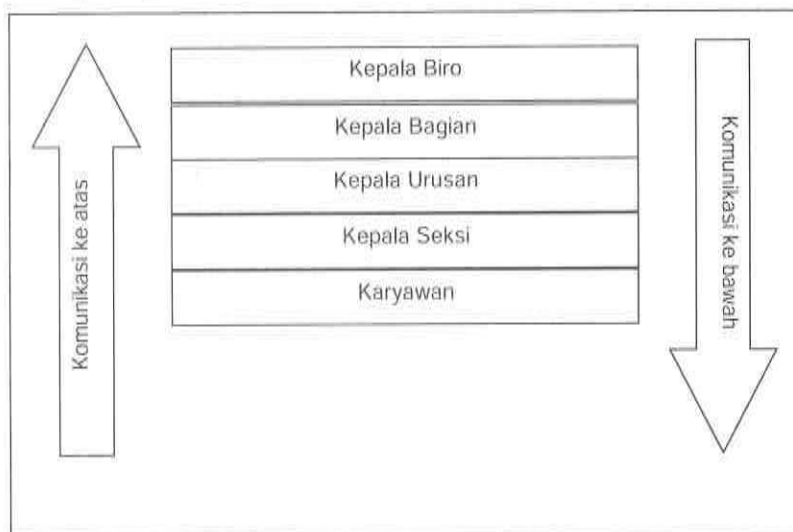 Kepala Biro
Kepala Bagian
Kepala Urusan
Kepala Seksi
Karyawan
Komunikasi ke atas
Komunikasi ke bawah